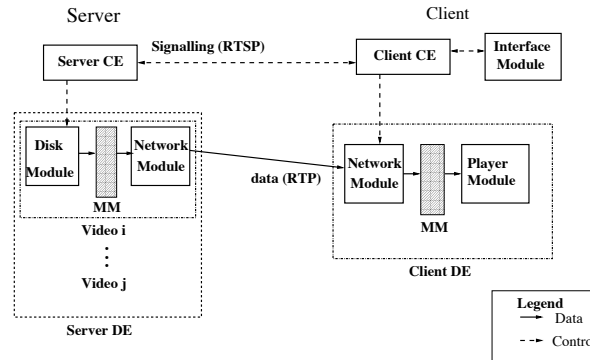 Server
Client
Server CE
Signalling (RTSP)
Client CE
Interface
Module
Disk
Module
Network
Module
MM
Video i
Video j
Server DE
data (RTP)
Network
Module
Player
Module
MM
Client DE
Legend
Data
Contro